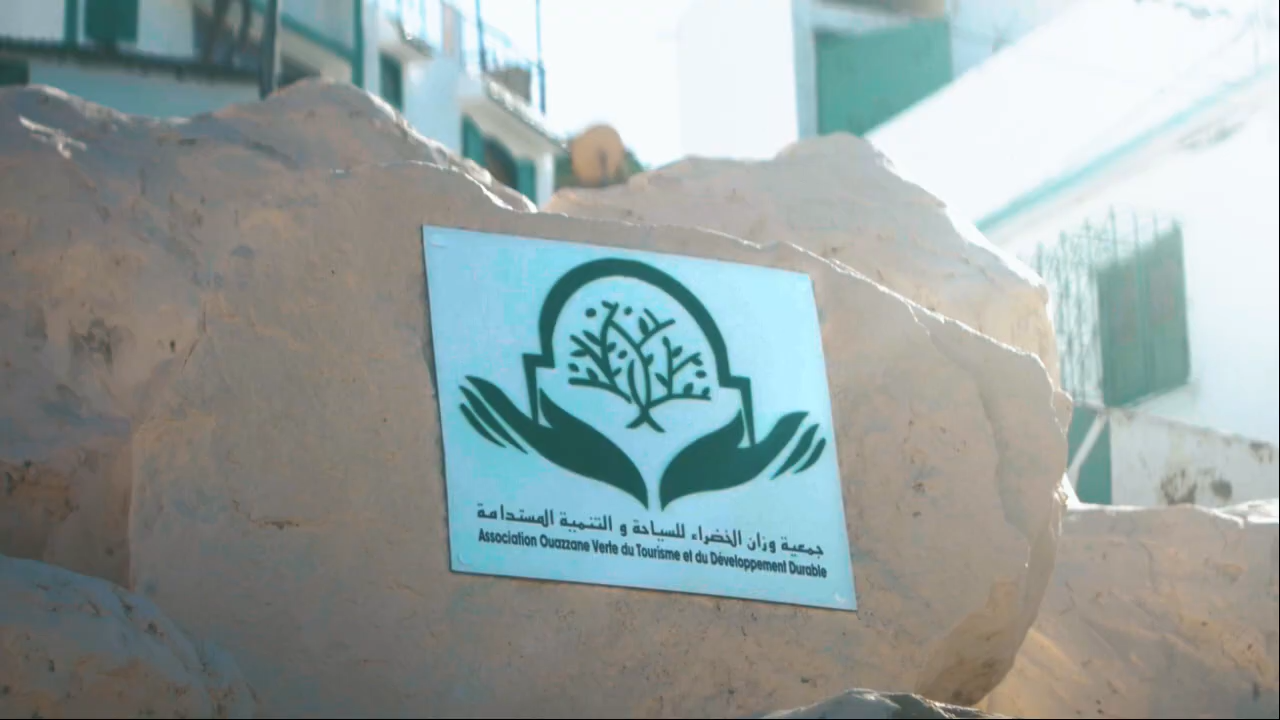 جمعية وزان الخضراء للسياحة و التنمية المستدامة
Association Ouazzane Verte du Tourisme et du Développement Durable